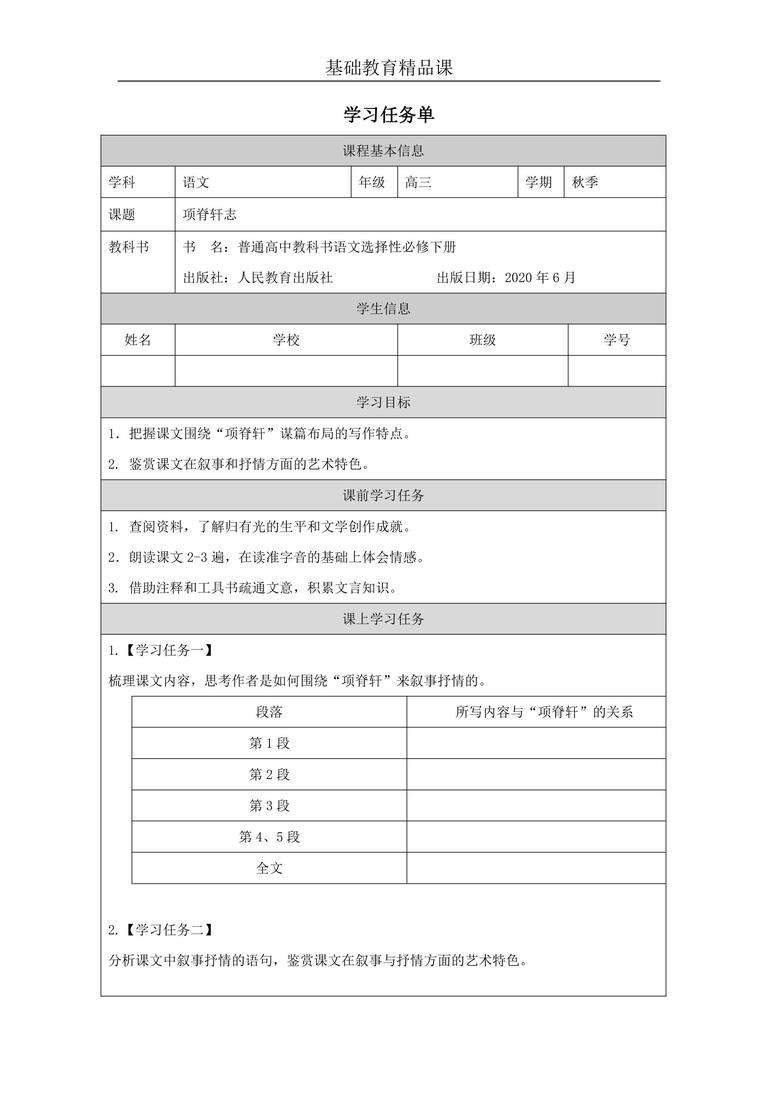 基础教育精品课
学习任务单
课程基本信息
学科 语文 年级 高三 学期 秋季
课题 项脊轩志
教科书 书 名：普通高中教科书语文选择性必修下册
出版社：人民教育出版社 出版日期：2020 年 6 月
学生信息
姓名 学校 班级 学号
学习目标
1. 把握课文围绕“项脊轩”谋篇布局的写作特点。
2. 鉴赏课文在叙事和抒情方面的艺术特色。
课前学习任务
1. 查阅资料，了解归有光的生平和文学创作成就。
2. 朗读课文 2-3 遍，在读准字音的基础上体会情感。
3. 借助注释和工具书疏通文意，积累文言知识。
课上学习任务
1.【学习任务一】
梳理课文内容，思考作者是如何围绕“项脊轩”来叙事抒情的。
段落 所写内容与“项脊轩”的关系
第 1 段
第 2 段
第 3 段
第 4、5 段
全文
2.【学习任务二】
分析课文中叙事抒情的语句，鉴赏课文在叙事与抒情方面的艺术特色。